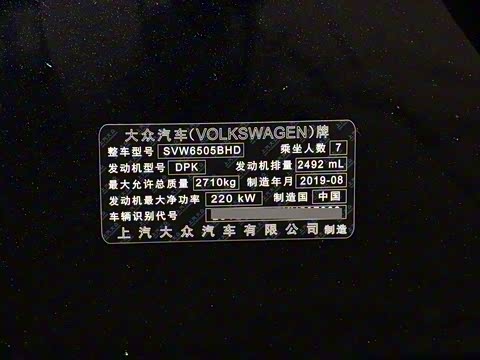 大众汽车(VOLKSWAGEN)牌
整车型号 SVW6505BHD 乘坐人数 7
发动机型号 DPK 发动机排量 2492 mL
最大允许总质量 2710kg 制造年月 2019-08
发动机最大净功率 220 kW 制造国 中国
车辆识别代号
上汽大众汽车有限公司 制造